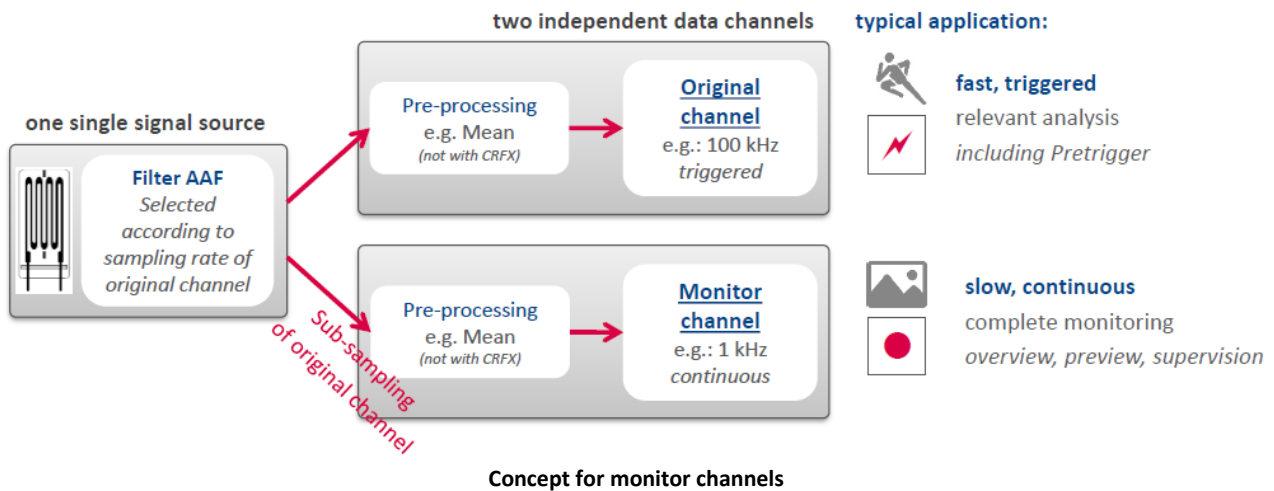 two independent data channels
typical application:
one single signal source
Filter AAF
Selected
according to
sampling rate of
original channel
Pre-processing
e.g. Mean
(not with CRFX)
Original
channel
e.g.: 100 kHz
triggered
fast, triggered
relevant analysis
including Pretrigger
Sub-sampling
of original channel
Pre-processing
e.g. Mean
(not with CRFX)
Monitor
channel
e.g.: 1 kHz
continuous
slow, continuous
complete monitoring
overview, preview, supervision
Concept for monitor channels